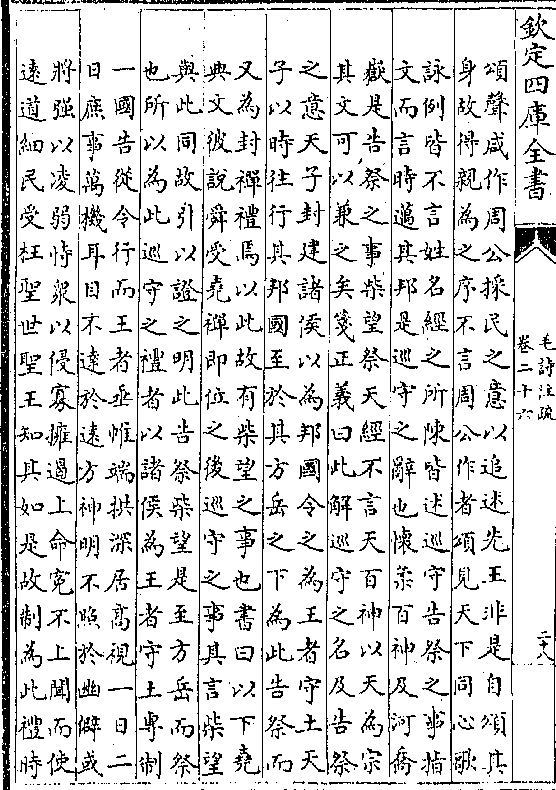 欽定四庫全書
毛詩注疏
卷二十六
二十八
頌聲咸作周公採民之意以追述先王非是自頌其
身故得親為之序不言周公作者頌見天下同心歌
詠例皆不言姓名經之所陳皆述巡守告祭之事指
文而言時邁其邦是巡守之辭也懷柔百神及河喬
嶽是告祭之事柴望祭天經不言天百神以天為宗
其文可以兼之矣箋正義曰此解巡守之名及告祭
之意天子封建諸侯以為邦國令之為王者守土天
子以時往行其邦國至於其方岳之下為此告祭而
又為封禪禮焉以此故有柴望之事也書曰以下堯
典文彼說舜受堯禪即位之後巡守之事其言柴望
與此同故引以證之明此告祭柴望是至方岳而祭
也所以為此巡守之禮者以諸侯為王者守土專制
一國告從令行而王者垂帷端拱深居高視一日二
日庶事萬機耳目不達於遠方神明不照於幽僻或
將强以凌弱恃衆以侵寡擁遏上命寃不上聞而使
遠道細民受枉聖世聖王知其如是故制為此禮時